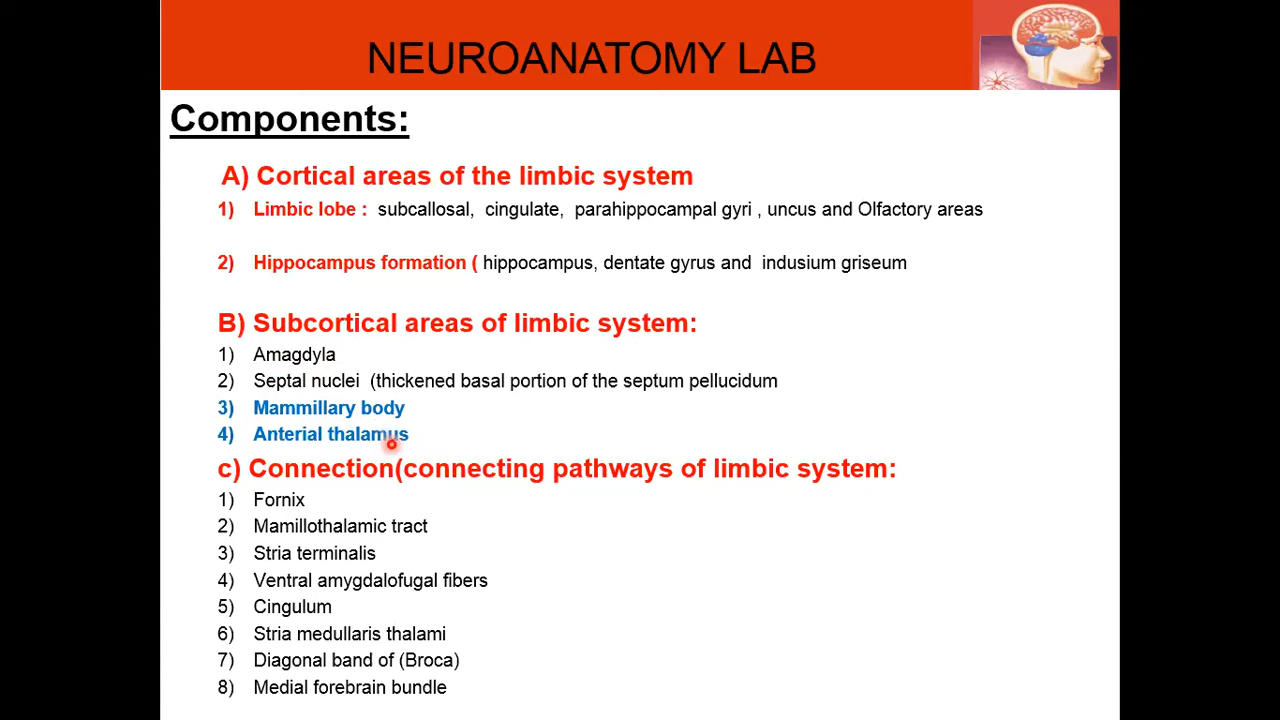 NEUROANATOMY LAB
Components:
A) Cortical areas of the limbic system
1) Limbic lobe : subcallosal, cingulate, parahippocampal gyri , uncus and Olfactory areas
2) Hippocampus formation ( hippocampus, dentate gyrus and indusium griseum
B) Subcortical areas of limbic system:
1) Amagdyla
2) Septal nuclei (thickened basal portion of the septum pellucidum
3) Mammillary body
4) Anterial thalamus
c) Connection(connecting pathways of limbic system:
1) Fornix
2) Mamillothalamic tract
3) Stria terminalis
4) Ventral amygdalofugal fibers
5) Cingulum
6) Stria medullaris thalami
7) Diagonal band of (Broca)
8) Medial forebrain bundle